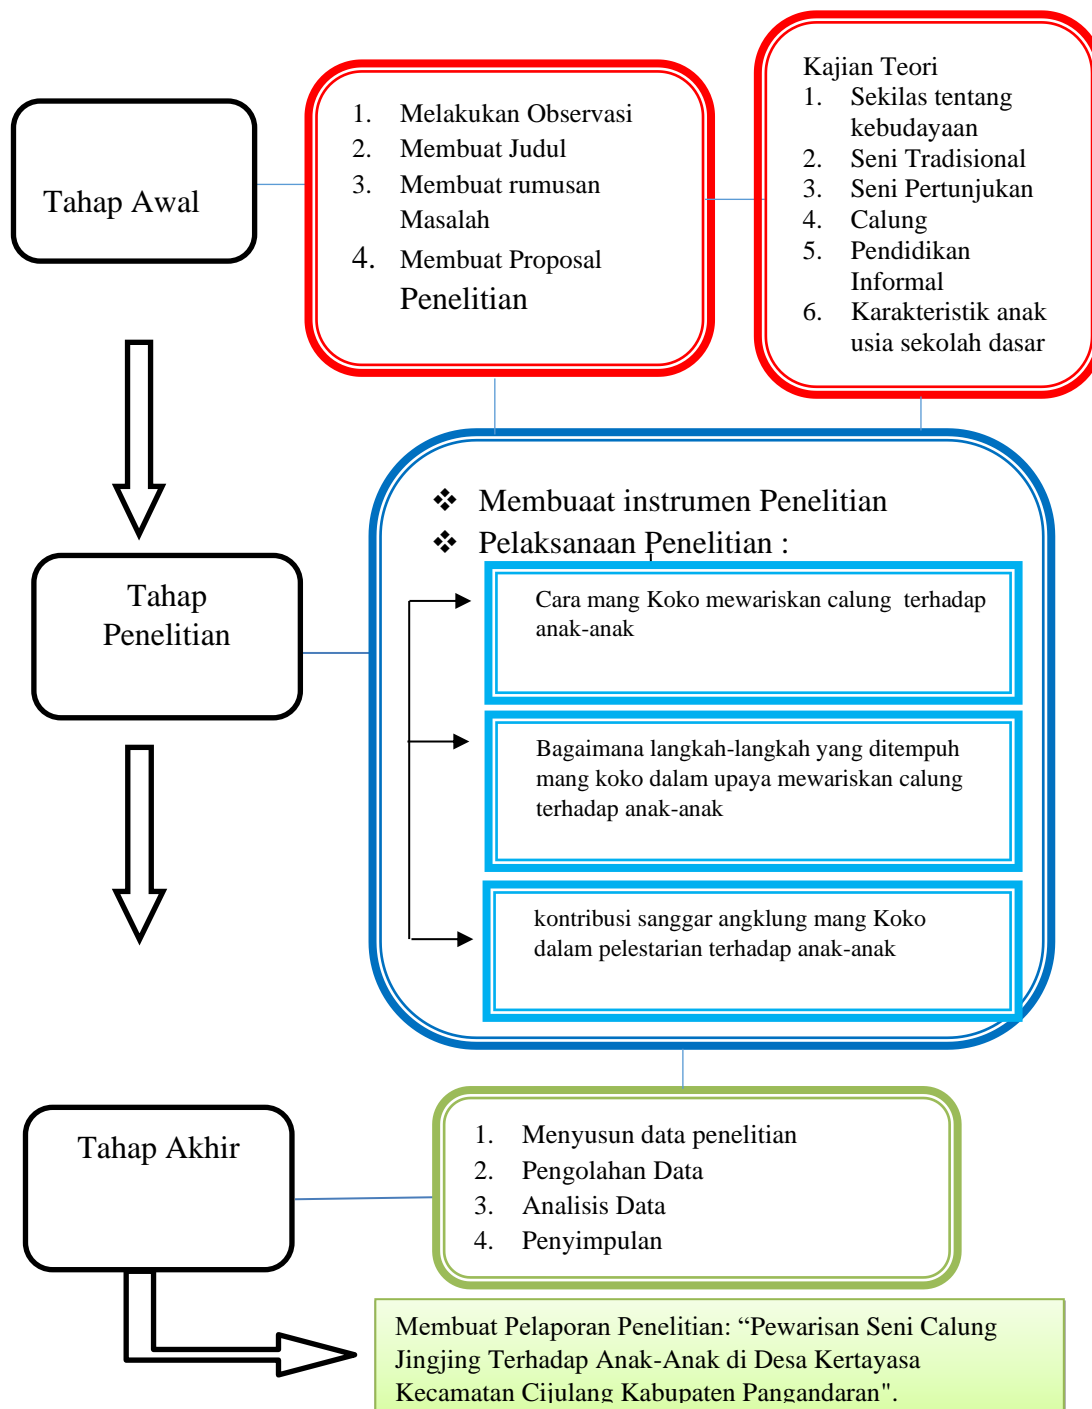 Tahap Awal
1. Melakukan Observasi
2. Membuat Judul
3. Membuat rumusan
Masalah
4. Membuat Proposal
Penelitian
Kajian Teori
1. Sekilas tentang
kebudayaan
2. Seni Tradisional
3. Seni Pertunjukan
4. Calung
5. Pendidikan
Informal
6. Karakteristik anak
usia sekolah dasar
Tahap
Penelitian
❖ Membuaat instrumen Penelitian
❖ Pelaksanaan Penelitian :
Cara mang Koko mewariskan calung terhadap
anak-anak
Bagaimana langkah-langkah yang ditempuh
mang koko dalam upaya mewariskan calung
terhadap anak-anak
kontribusi sanggar angklung mang Koko
dalam pelestarian terhadap anak-anak
Tahap Akhir
1. Menyusun data penelitian
2. Pengolahan Data
3. Analisis Data
4. Penyimpulan
Membuat Pelaporan Penelitian: “Pewarisan Seni Calung
Jingjing Terhadap Anak-Anak di Desa Kertayasa
Kecamatan Cijulang Kabupaten Pangandaran".